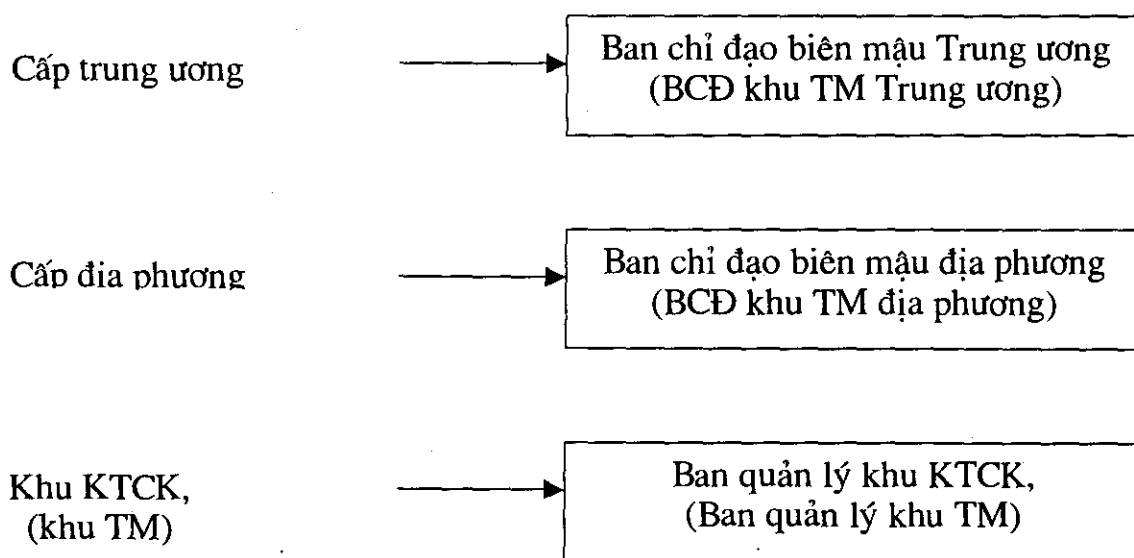 Cấp trung ương
Ban chỉ đạo biên mậu Trung ương
(BCĐ khu TM Trung ương)
Cấp địa phương
Ban chỉ đạo biên mậu địa phương
(BCĐ khu TM địa phương)
Khu KTCK,
(khu TM)
Ban quản lý khu KTCK,
(Ban quản lý khu TM)